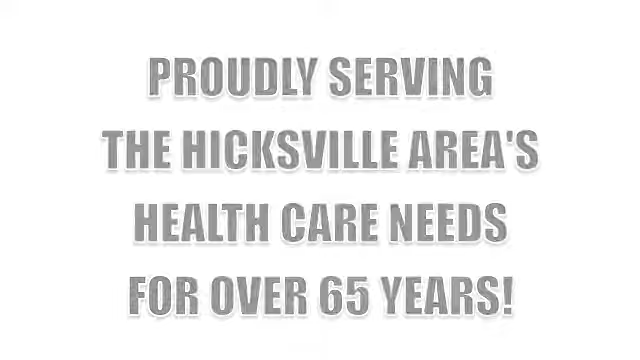 PROUDLY SERVING
THE HICKSVILLE AREA'S
HEALTH CARE NEEDS
FOR OVER 65 YEARS!